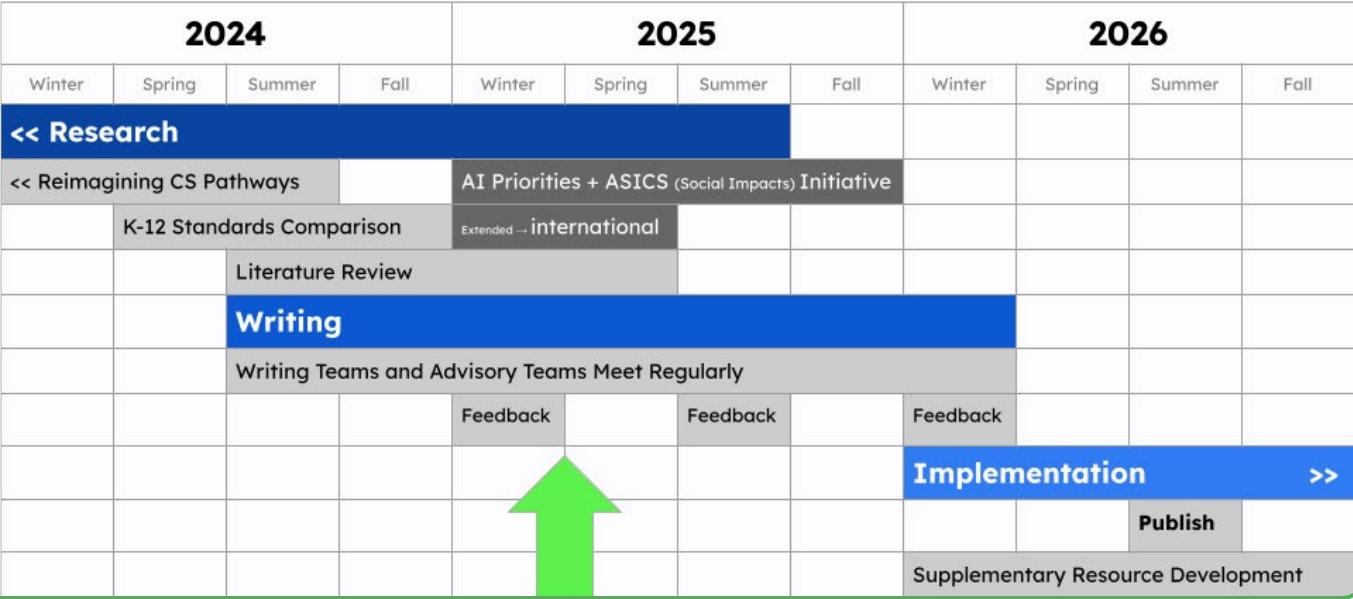 2024 2025 2026
Winter Spring Summer Fall Winter Spring Summer Fall Winter Spring Summer Fall
<< Research
<< Reimagining CS Pathways AI Priorities + ASICS (Social Impacts) Initiative
K-12 Standards Comparison Extended → international
Literature Review
Writing
Writing Teams and Advisory Teams Meet Regularly
Feedback Feedback Feedback
Implementation >>
Publish
Supplementary Resource Development